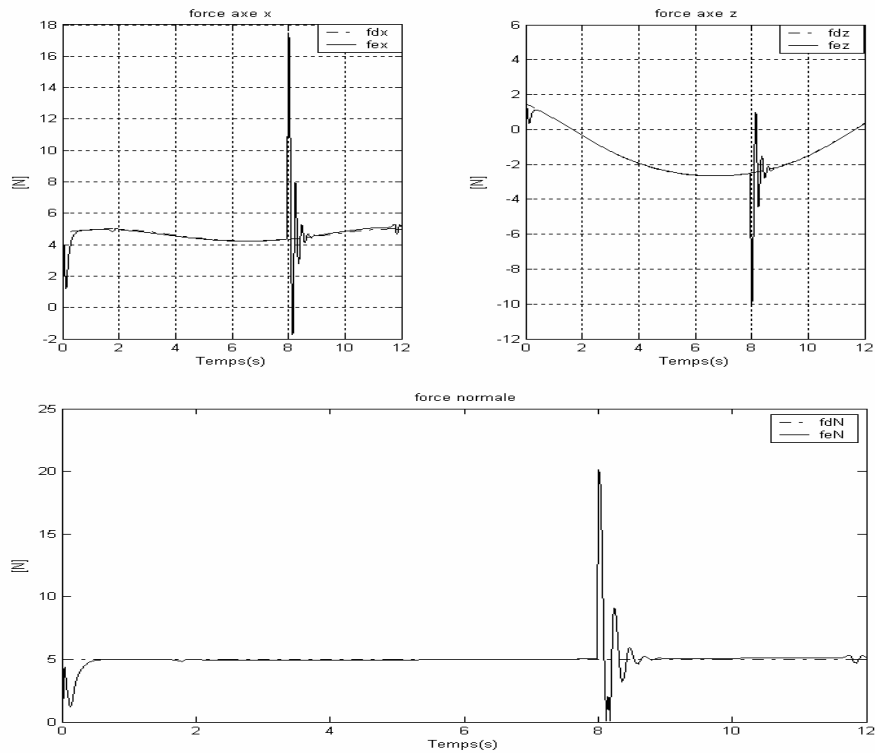 force axe x
fdx
fex
[N]
18
16
14
12
10
8
6
4
2
0
-2
0 2 4 6 8 10 12
Temps(s)
force axe z
fdz
fez
[N]
6
4
2
0
-2
-4
-6
-8
-10
-12
0 2 4 6 8 10 12
Temps(s)
force normale
fdN
feN
[N]
25
20
15
10
5
0
0 2 4 6 8 10 12
Temps(s)